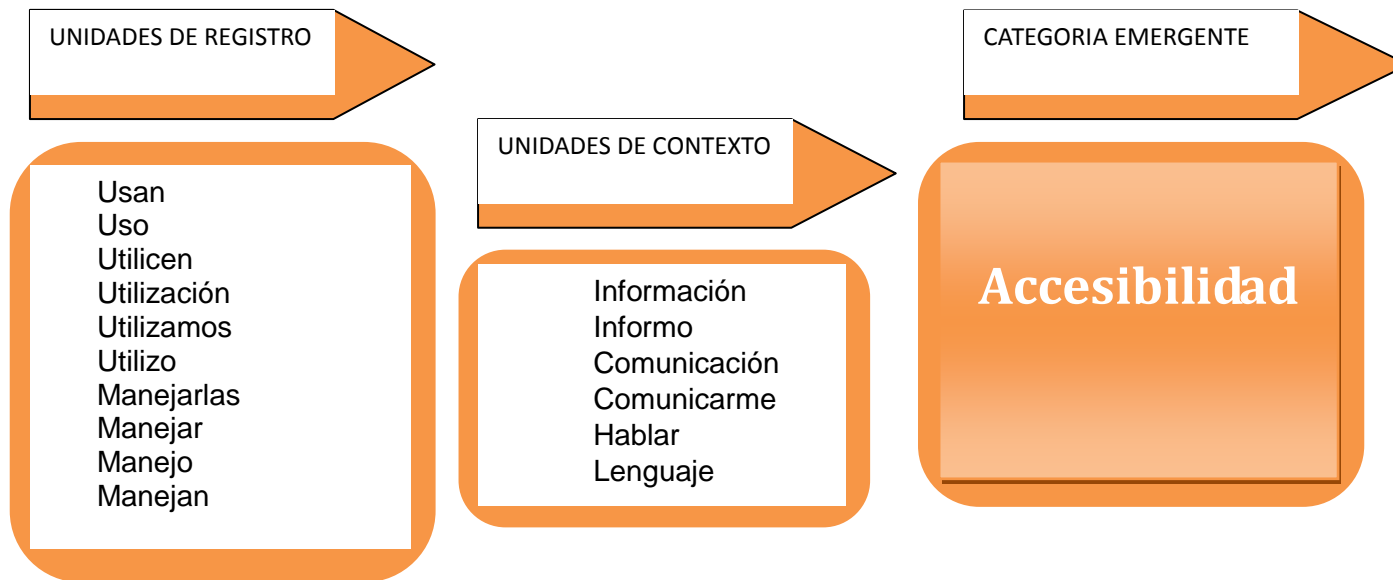 UNIDADES DE REGISTRO
Usan
Uso
Utilicen
Utilización
Utilizamos
Utilizo
Manejarlas
Manejar
Manejo
Manejan
UNIDADES DE CONTEXTO
Información
Informo
Comunicación
Comunicarme
Hablar
Lenguaje
CATEGORIA EMERGENTE
Accesibilidad